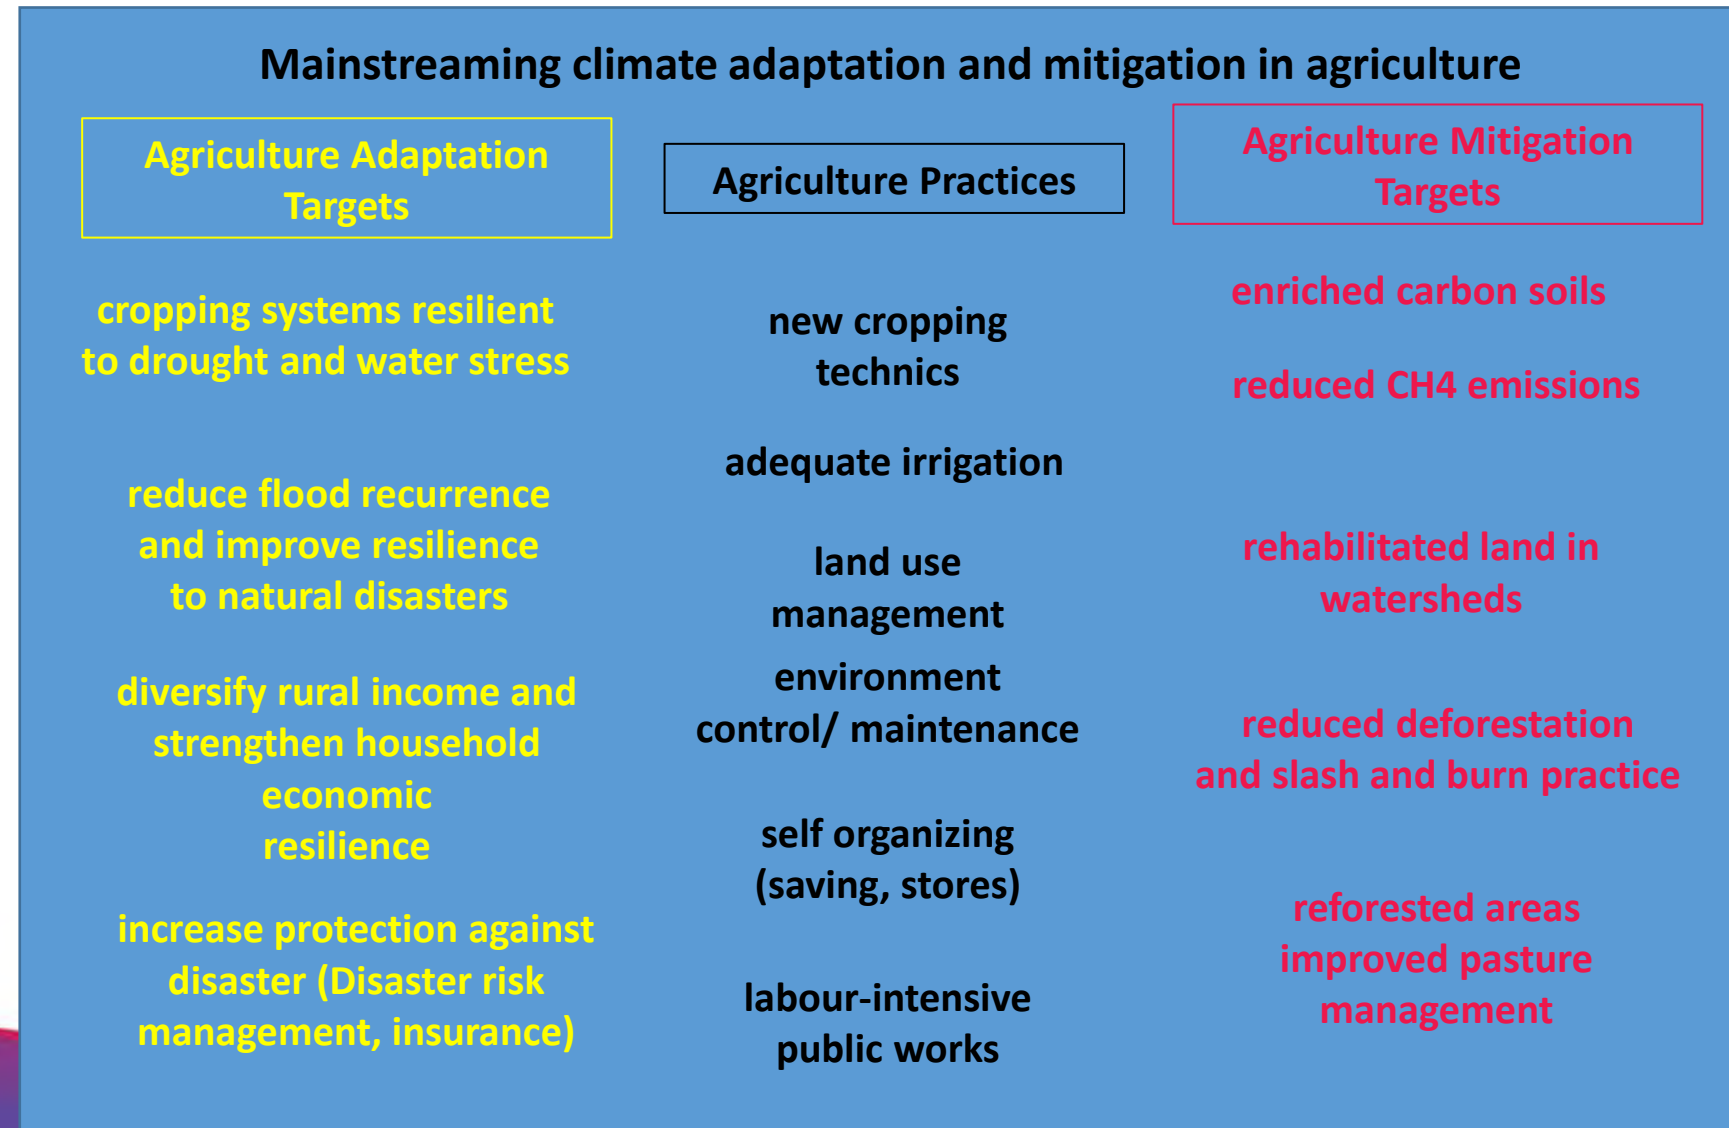 Mainstreaming climate adaptation and mitigation in agriculture
Agriculture Adaptation
Targets
cropping systems resilient
to drought and water stress
reduce flood recurrence
and improve resilience
to natural disasters
diversify rural income and
strengthen household
economic
resilience
increase protection against
disaster (Disaster risk
management, insurance)
Agriculture Practices
new cropping
technics
adequate irrigation
land use
management
environment
control/ maintenance
self organizing
(saving, stores)
labour-intensive
public works
Agriculture Mitigation
Targets
enriched carbon soils
reduced CH4 emissions
rehabilitated land in
watersheds
reduced deforestation
and slash and burn practice
reforested areas
improved pasture
management